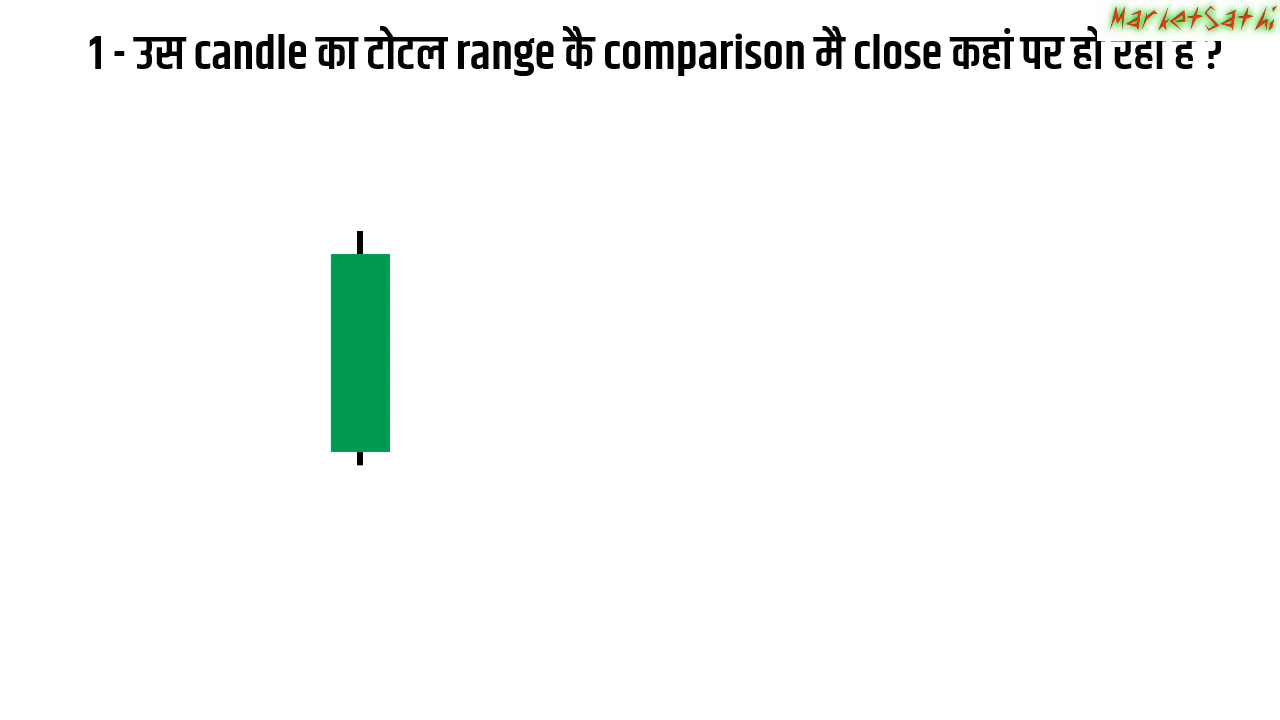 MarketSathi
1 - उस candle का टोटल range कै comparison मै close कहां पर हो रहा है ?